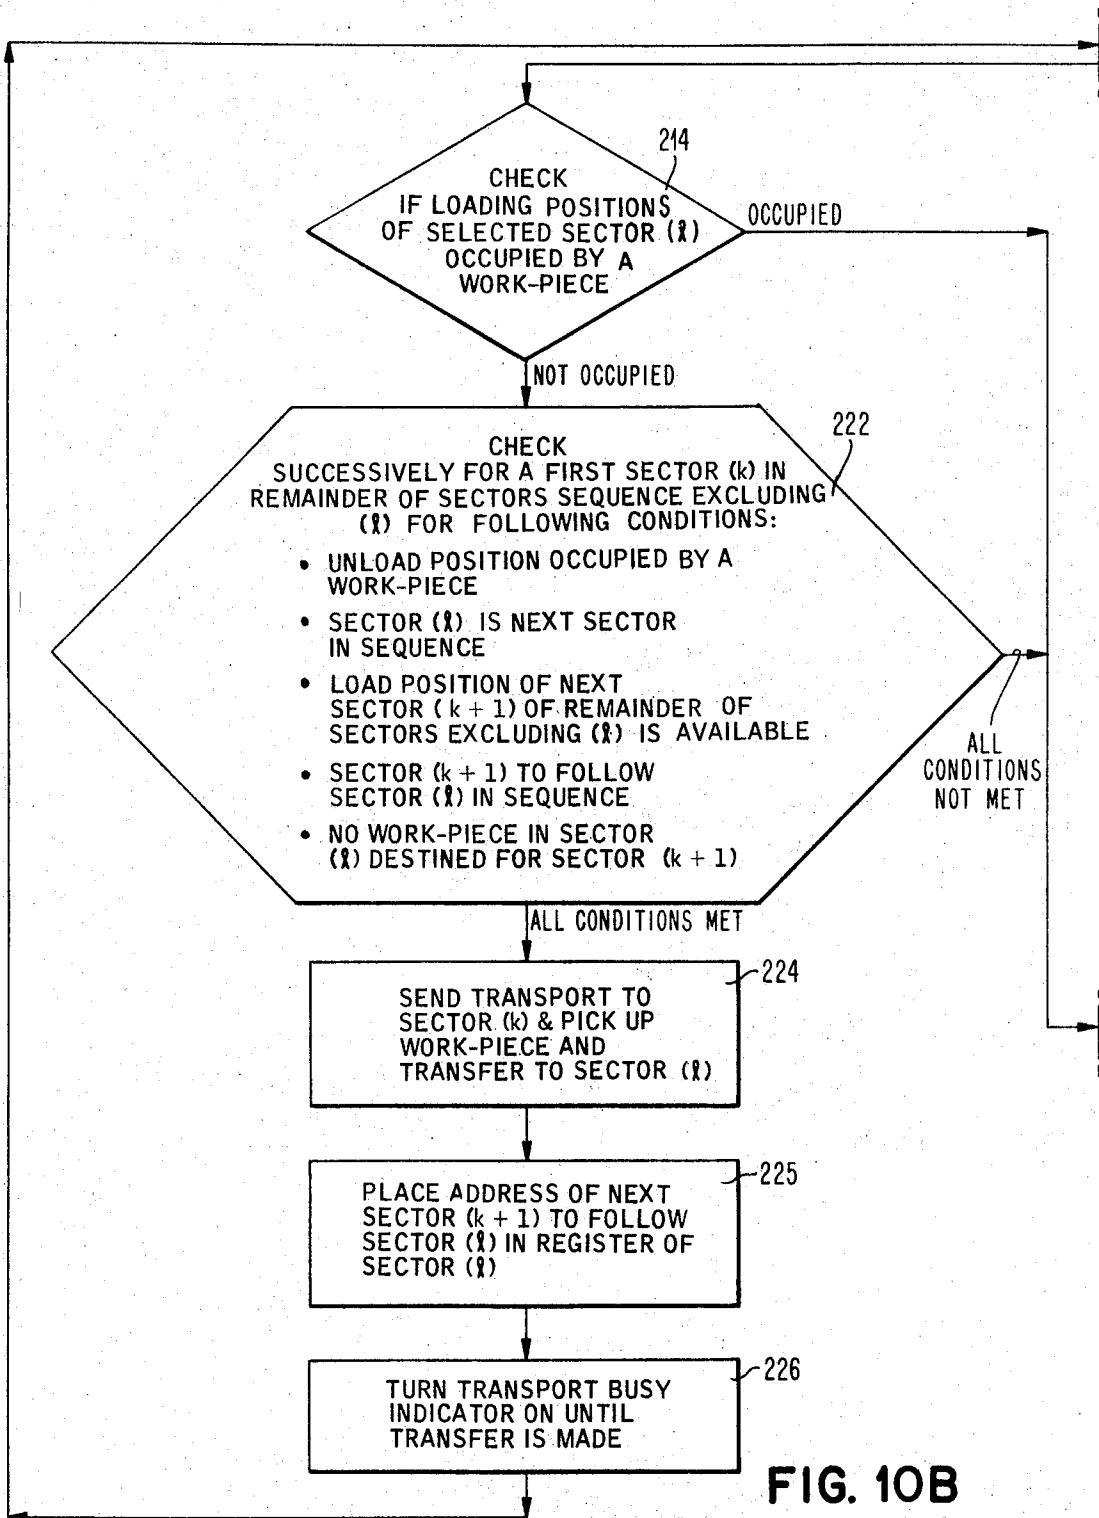 214
CHECK
IF LOADING POSITIONS
OF SELECTED SECTOR (ℓ)
OCCUPIED BY A
WORK-PIECE
OCCUPIED
NOT OCCUPIED
222
CHECK
SUCCESSIVELY FOR A FIRST SECTOR (k) IN
REMAINDER OF SECTORS SEQUENCE EXCLUDING
(ℓ) FOR FOLLOWING CONDITIONS:
• UNLOAD POSITION OCCUPIED BY A
WORK-PIECE
• SECTOR (ℓ) IS NEXT SECTOR
IN SEQUENCE
• LOAD POSITION OF NEXT
SECTOR (k + 1) OF REMAINDER OF
SECTORS EXCLUDING (ℓ) IS AVAILABLE
• SECTOR (k + 1) TO FOLLOW
SECTOR (ℓ) IN SEQUENCE
• NO WORK-PIECE IN SECTOR
(ℓ) DESTINED FOR SECTOR (k + 1)
ALL
CONDITIONS
NOT MET
ALL CONDITIONS MET
224
SEND TRANSPORT TO
SECTOR (k) & PICK UP
WORK-PIECE AND
TRANSFER TO SECTOR (ℓ)
225
PLACE ADDRESS OF NEXT
SECTOR (k + 1) TO FOLLOW
SECTOR (ℓ) IN REGISTER OF
SECTOR (ℓ)
226
TURN TRANSPORT BUSY
INDICATOR ON UNTIL
TRANSFER IS MADE
FIG. 10B